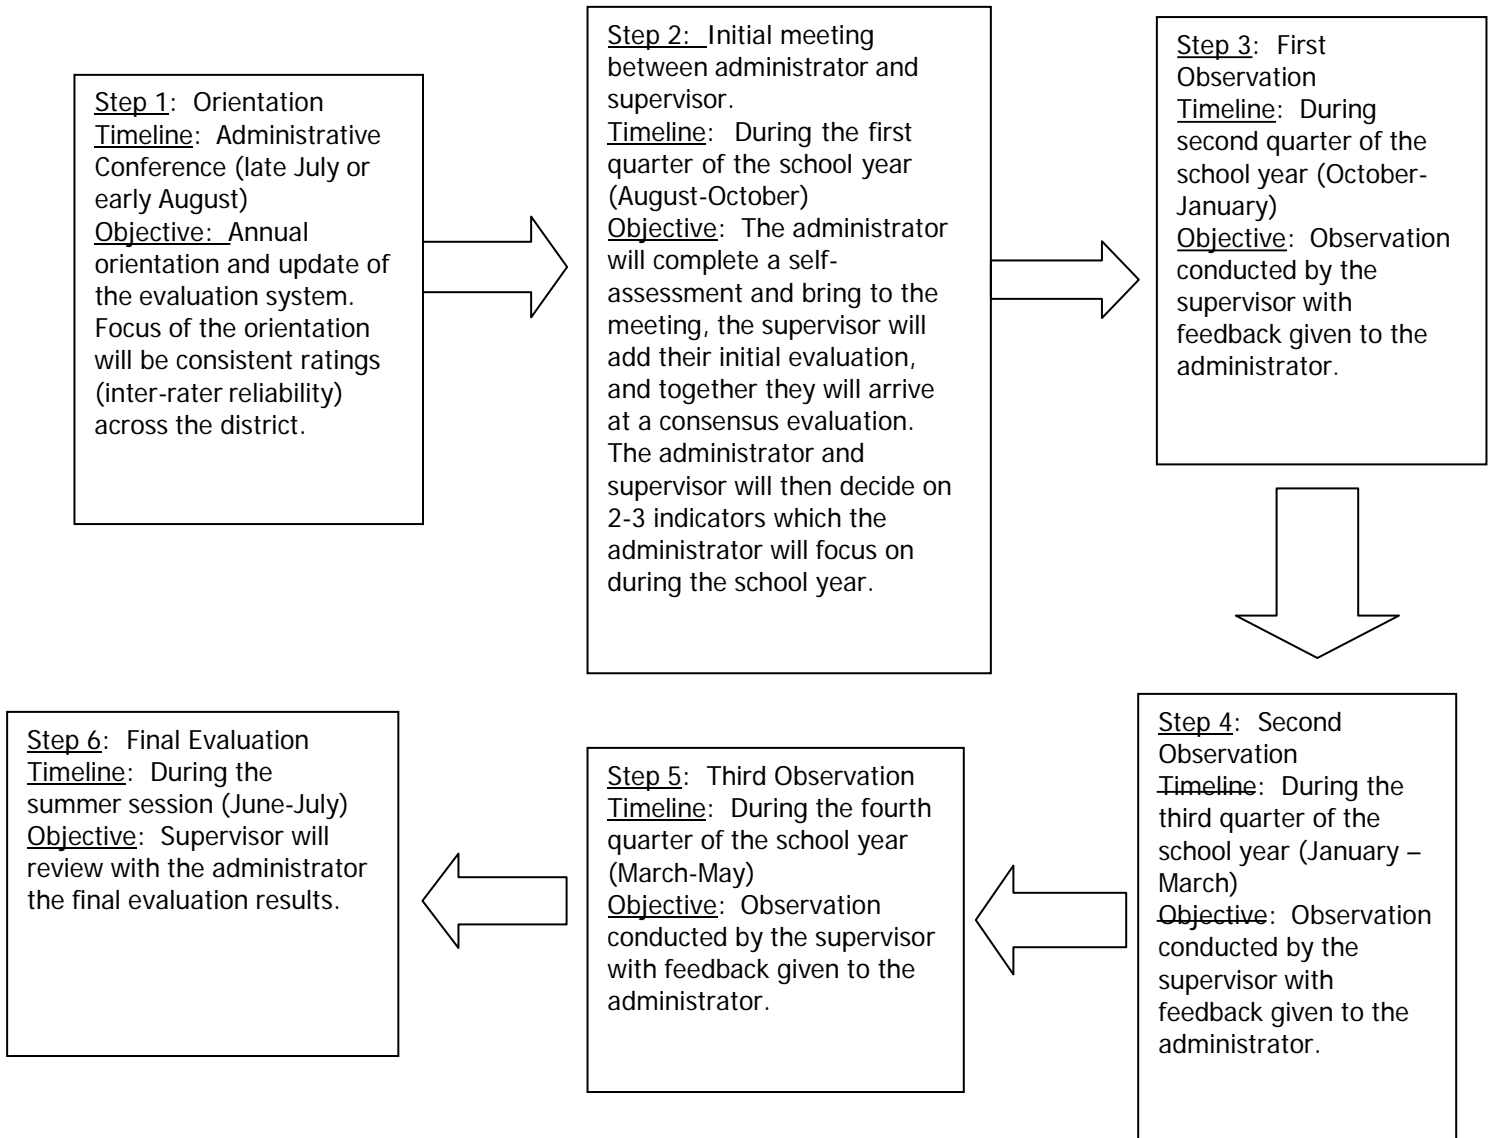 Step 1:  Orientation
Timeline:  Administrative
Conference (late July or
early August)
Objective:  Annual
orientation and update of
the evaluation system.
Focus of the orientation
will be consistent ratings
(inter-rater reliability)
across the district.
Step 2:  Initial meeting
between administrator and
supervisor.
Timeline:  During the first
quarter of the school year
(August-October)
Objective:  The administrator
will complete a self-
assessment and bring to the
meeting, the supervisor will
add their initial evaluation,
and together they will arrive
at a consensus evaluation.
The administrator and
supervisor will then decide on
2-3 indicators which the
administrator will focus on
during the school year.
Step 3:  First
Observation
Timeline:  During
second quarter of the
school year (October-
January)
Objective:  Observation
conducted by the
supervisor with
feedback given to the
administrator.
Step 4:  Second
Observation
Timeline:  During the
third quarter of the
school year (January –
March)
Objective:  Observation
conducted by the
supervisor with
feedback given to the
administrator.
Step 5:  Third Observation
Timeline:  During the fourth
quarter of the school year
(March-May)
Objective:  Observation
conducted by the supervisor
with feedback given to the
administrator.
Step 6:  Final Evaluation
Timeline:  During the
summer session (June-July)
Objective:  Supervisor will
review with the administrator
the final evaluation results.